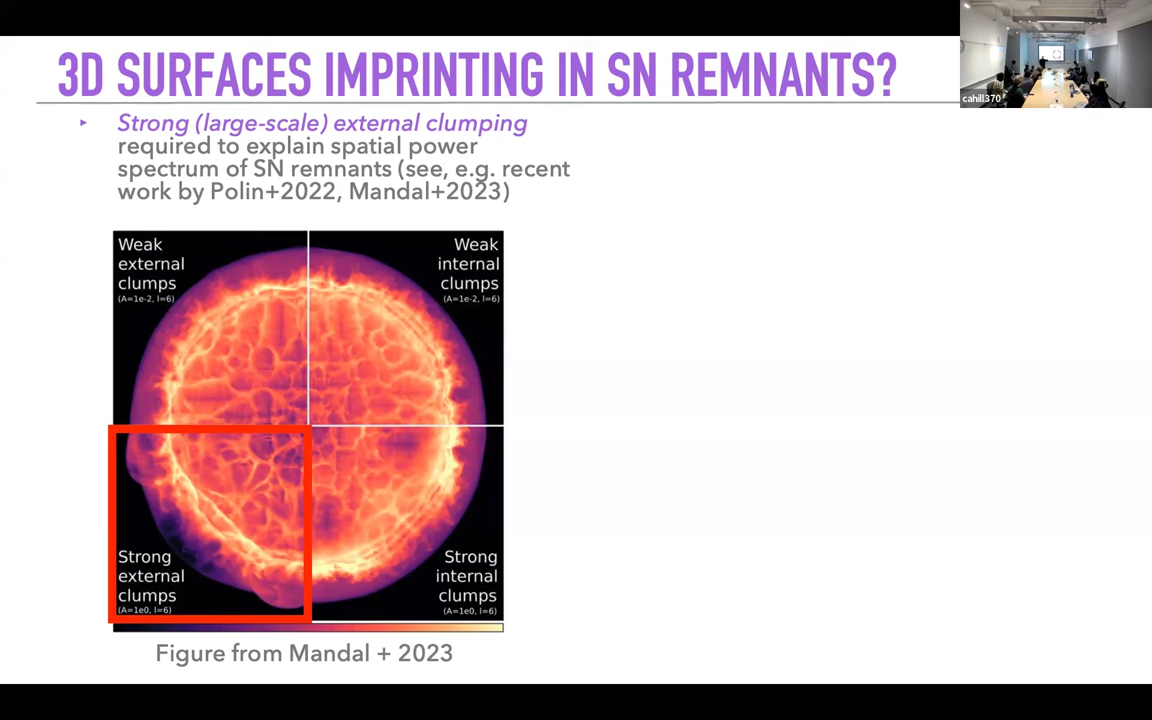 3D SURFACES IMPRINTING IN SN REMNANTS?
cahill370
‣ Strong (large-scale) external clumping
required to explain spatial power
spectrum of SN remnants (see, e.g. recent
work by Polin+2022, Mandal+2023)
Weak
external
clumps
(A=1e-2, l=6)
Weak
internal
clumps
(A=1e-2, l=6)
Strong
external
clumps
(A=1e0, l=6)
Strong
internal
clumps
(A=1e0, l=6)
Figure from Mandal + 2023